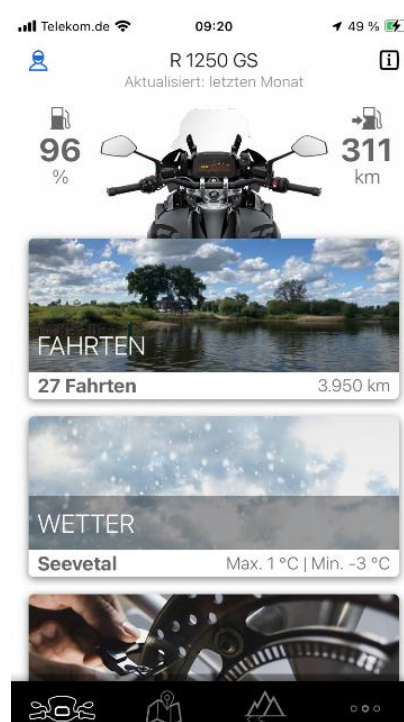 Telekom.de 09:20 49 %
R 1250 GS
Aktualisiert: letzten Monat
96 311
% km
FAHRTEN
27 Fahrten 3.950 km
WETTER
Seevetal Max. 1 °C | Min. -3 °C